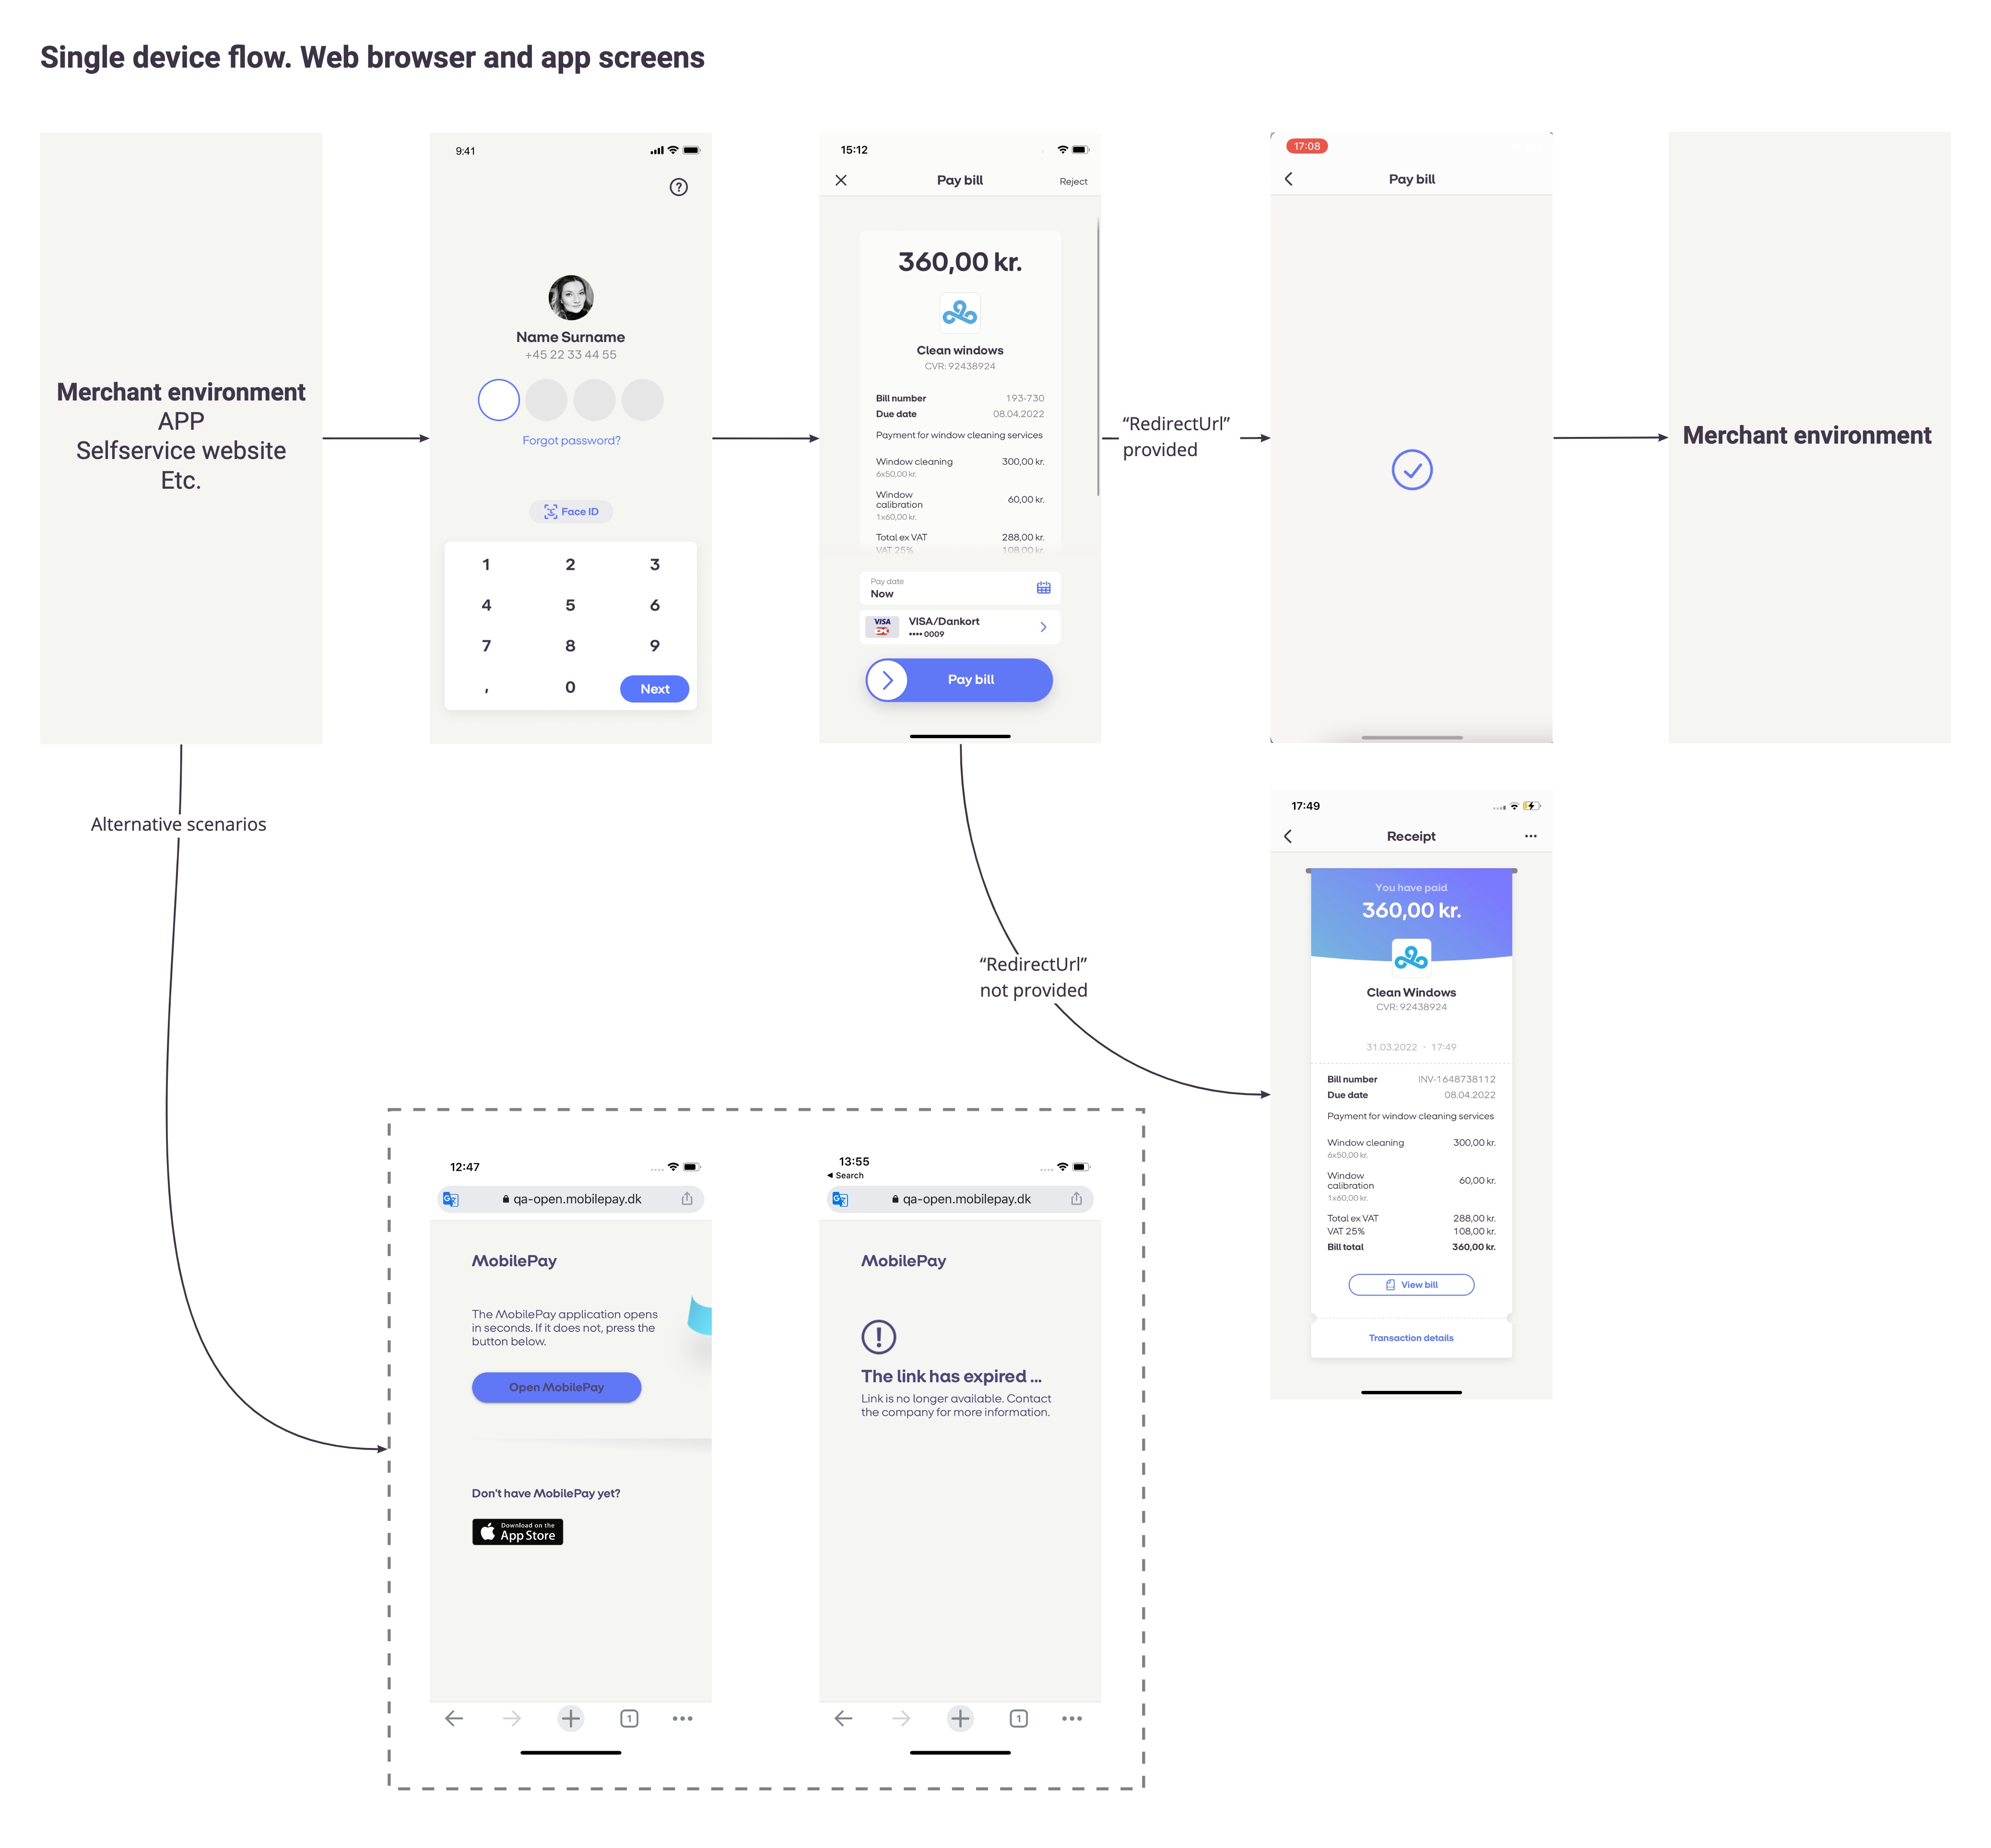 Single device flow. Web browser and app screens
Merchant environment
APP
Selfservice website
Etc.
9:41
Name Surname
+45 22 33 44 55
Forgot password?
Face ID
1 2 3
4 5 6
7 8 9
, 0 Next
15:12
Pay bill Reject
360,00 kr.
Clean windows
CVR: 92438924
Bill number 193-730
Due date 08.04.2022
Payment for window cleaning services
Window cleaning 300,00 kr.
6x50,00 kr.
Window
calibration 60,00 kr.
1x60,00 kr.
Total ex VAT 288,00 kr.
VAT 25% 108,00 kr.
Pay date
Now
VISA VISA/Dankort
•••• 0009
Pay bill
“RedirectUrl”
provided
17:08
Pay bill
Merchant environment
Alternative scenarios
“RedirectUrl”
not provided
17:49
Receipt
You have paid
360,00 kr.
Clean Windows
CVR: 92438924
31.03.2022 · 17:49
Bill number INV-1648738112
Due date 08.04.2022
Payment for window cleaning services
Window cleaning 300,00 kr.
6x50,00 kr.
Window
calibration 60,00 kr.
1x60,00 kr.
Total ex VAT 288,00 kr.
VAT 25% 108,00 kr.
Bill total 360,00 kr.
View bill
Transaction details
12:47
qa-open.mobilepay.dk
MobilePay
The MobilePay application opens
in seconds. If it does not, press the
button below.
Open MobilePay
Don't have MobilePay yet?
Download on the
App Store
1
13:55
◄ Search
qa-open.mobilepay.dk
MobilePay
The link has expired ...
Link is no longer available. Contact
the company for more information.
1